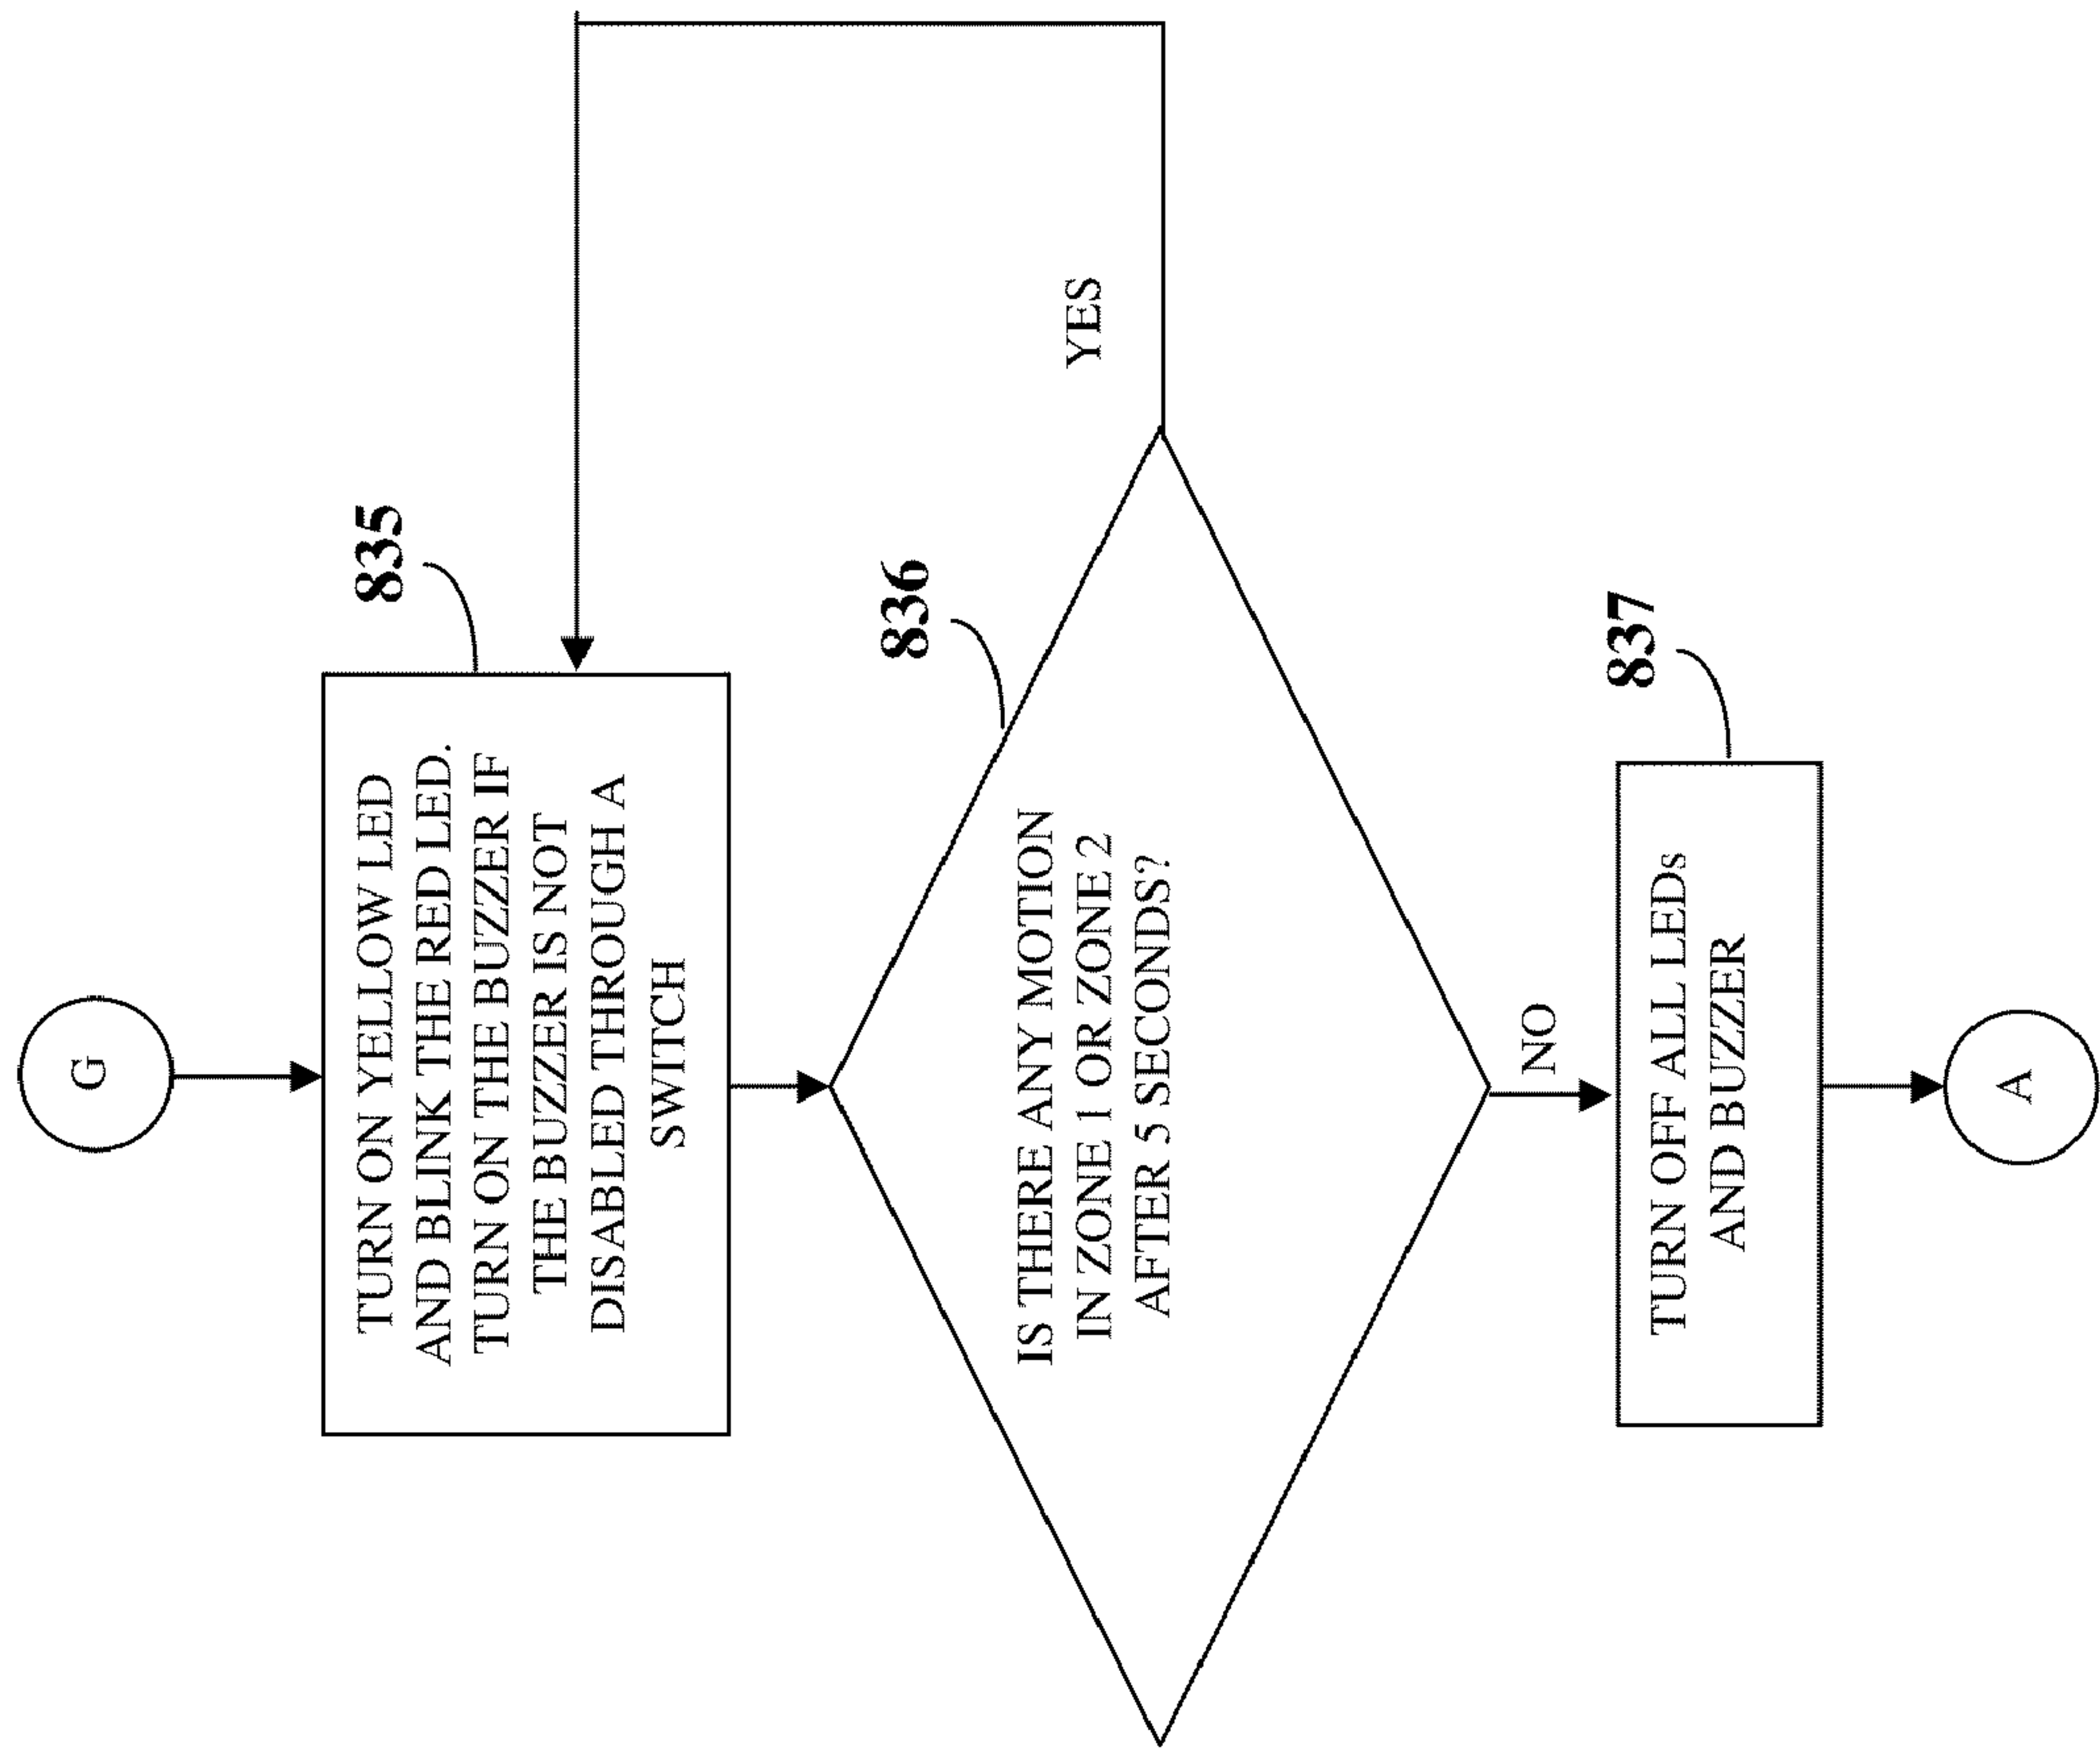 G
835
TURN ON YELLOW LED
AND BLINK THE RED LED.
TURN ON THE BUZZER IF
THE BUZZER IS NOT
DISABLED THROUGH A
SWITCH
836
IS THERE ANY MOTION
IN ZONE 1 OR ZONE 2
AFTER 5 SECONDS?
YES
NO
837
TURN OFF ALL LEDs
AND BUZZER
A